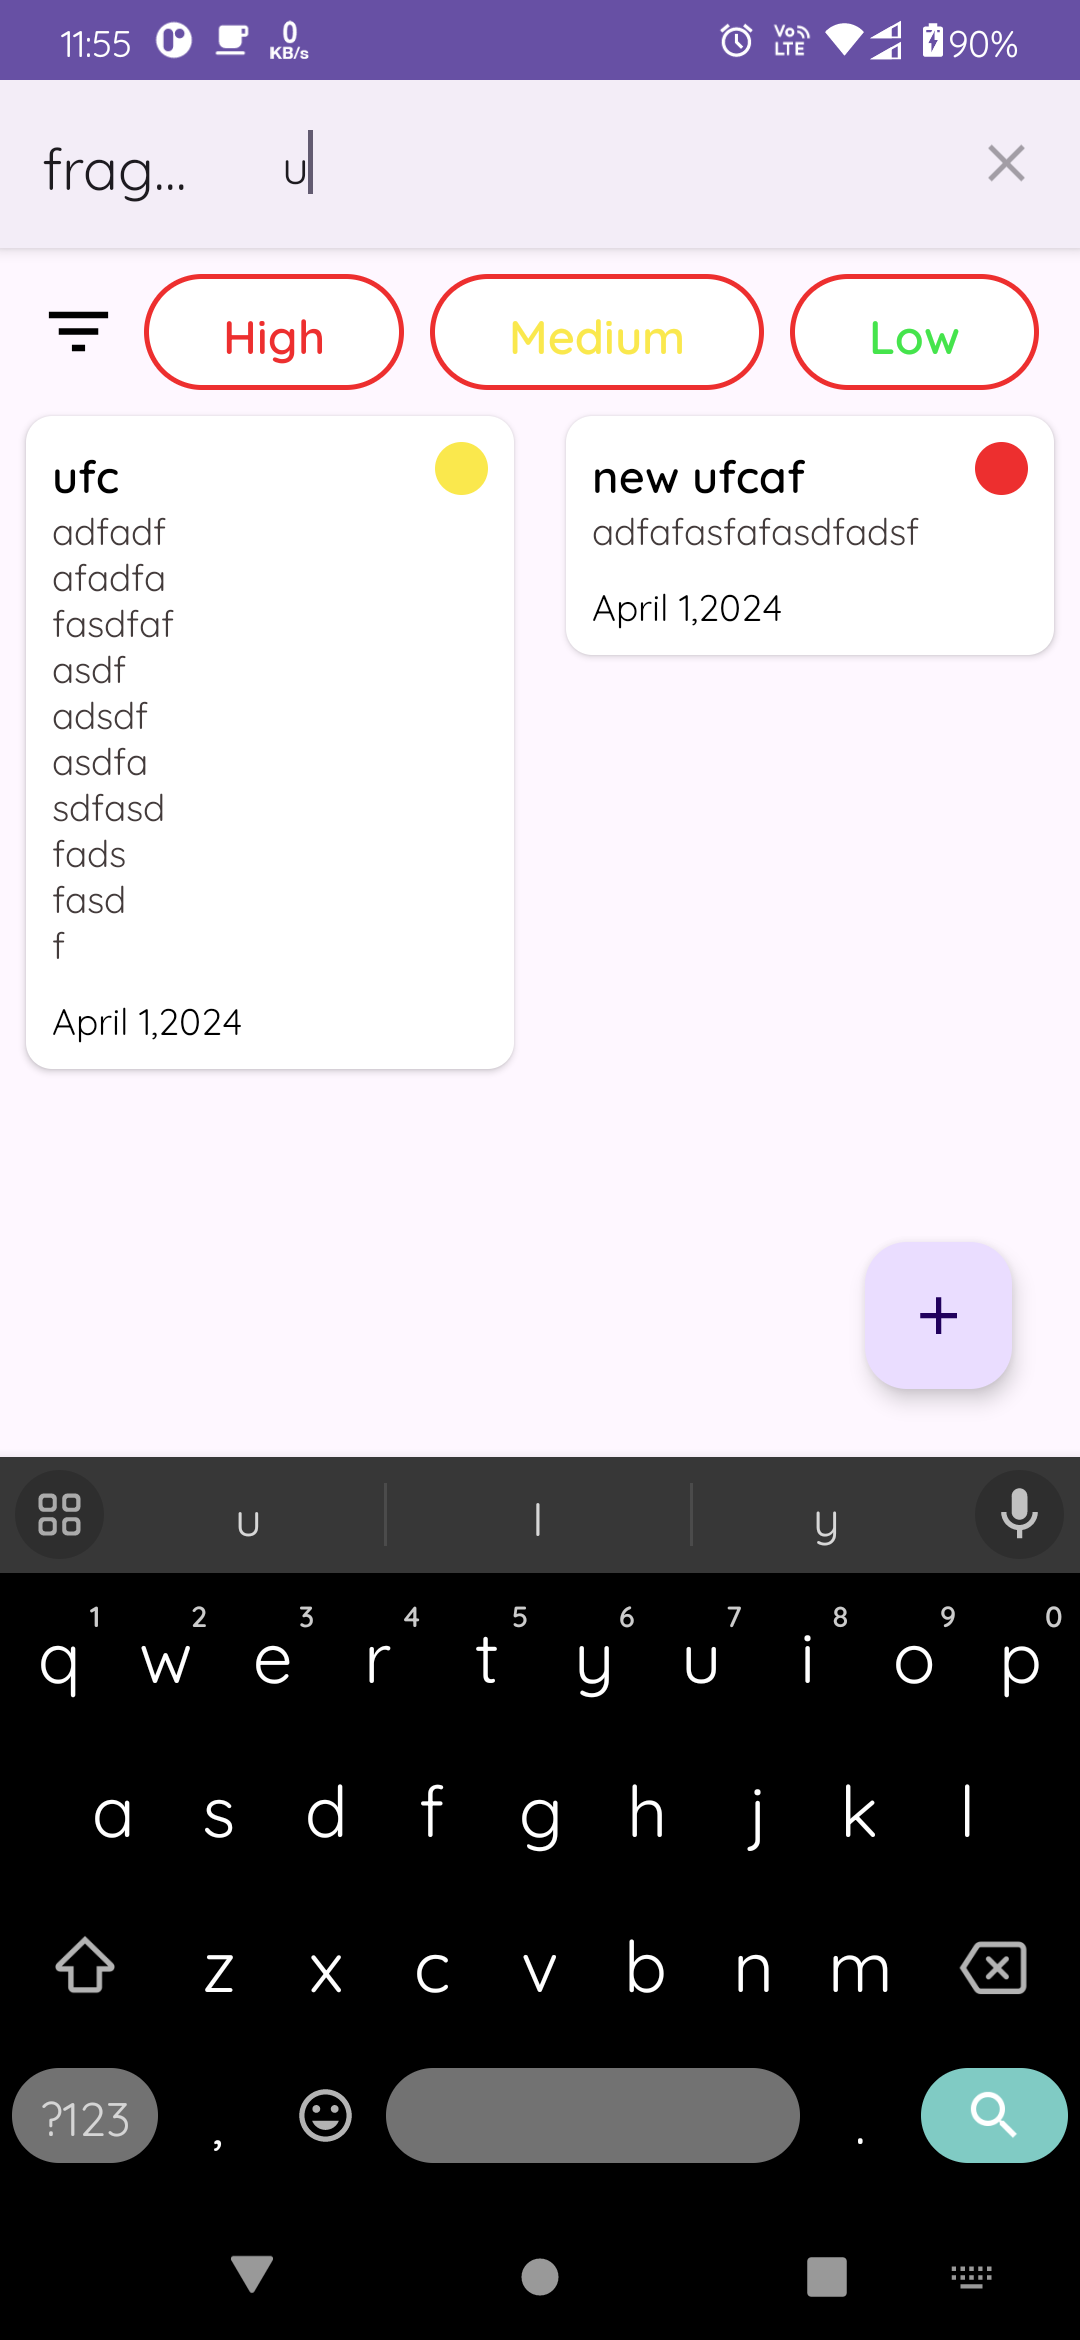 11:55 0 KB/s Vo LTE 90%
frag... u
High Medium Low
ufc
adfadf
afadfa
fasdfaf
asdf
adsdf
asdfa
sdfasd
fads
fasd
f
April 1,2024
new ufcaf
adfafasfafasdfadsf
April 1,2024
+
u l y
1 2 3 4 5 6 7 8 9 0
q w e r t y u i o p
a s d f g h j k l
z x c v b n m
?123 , .